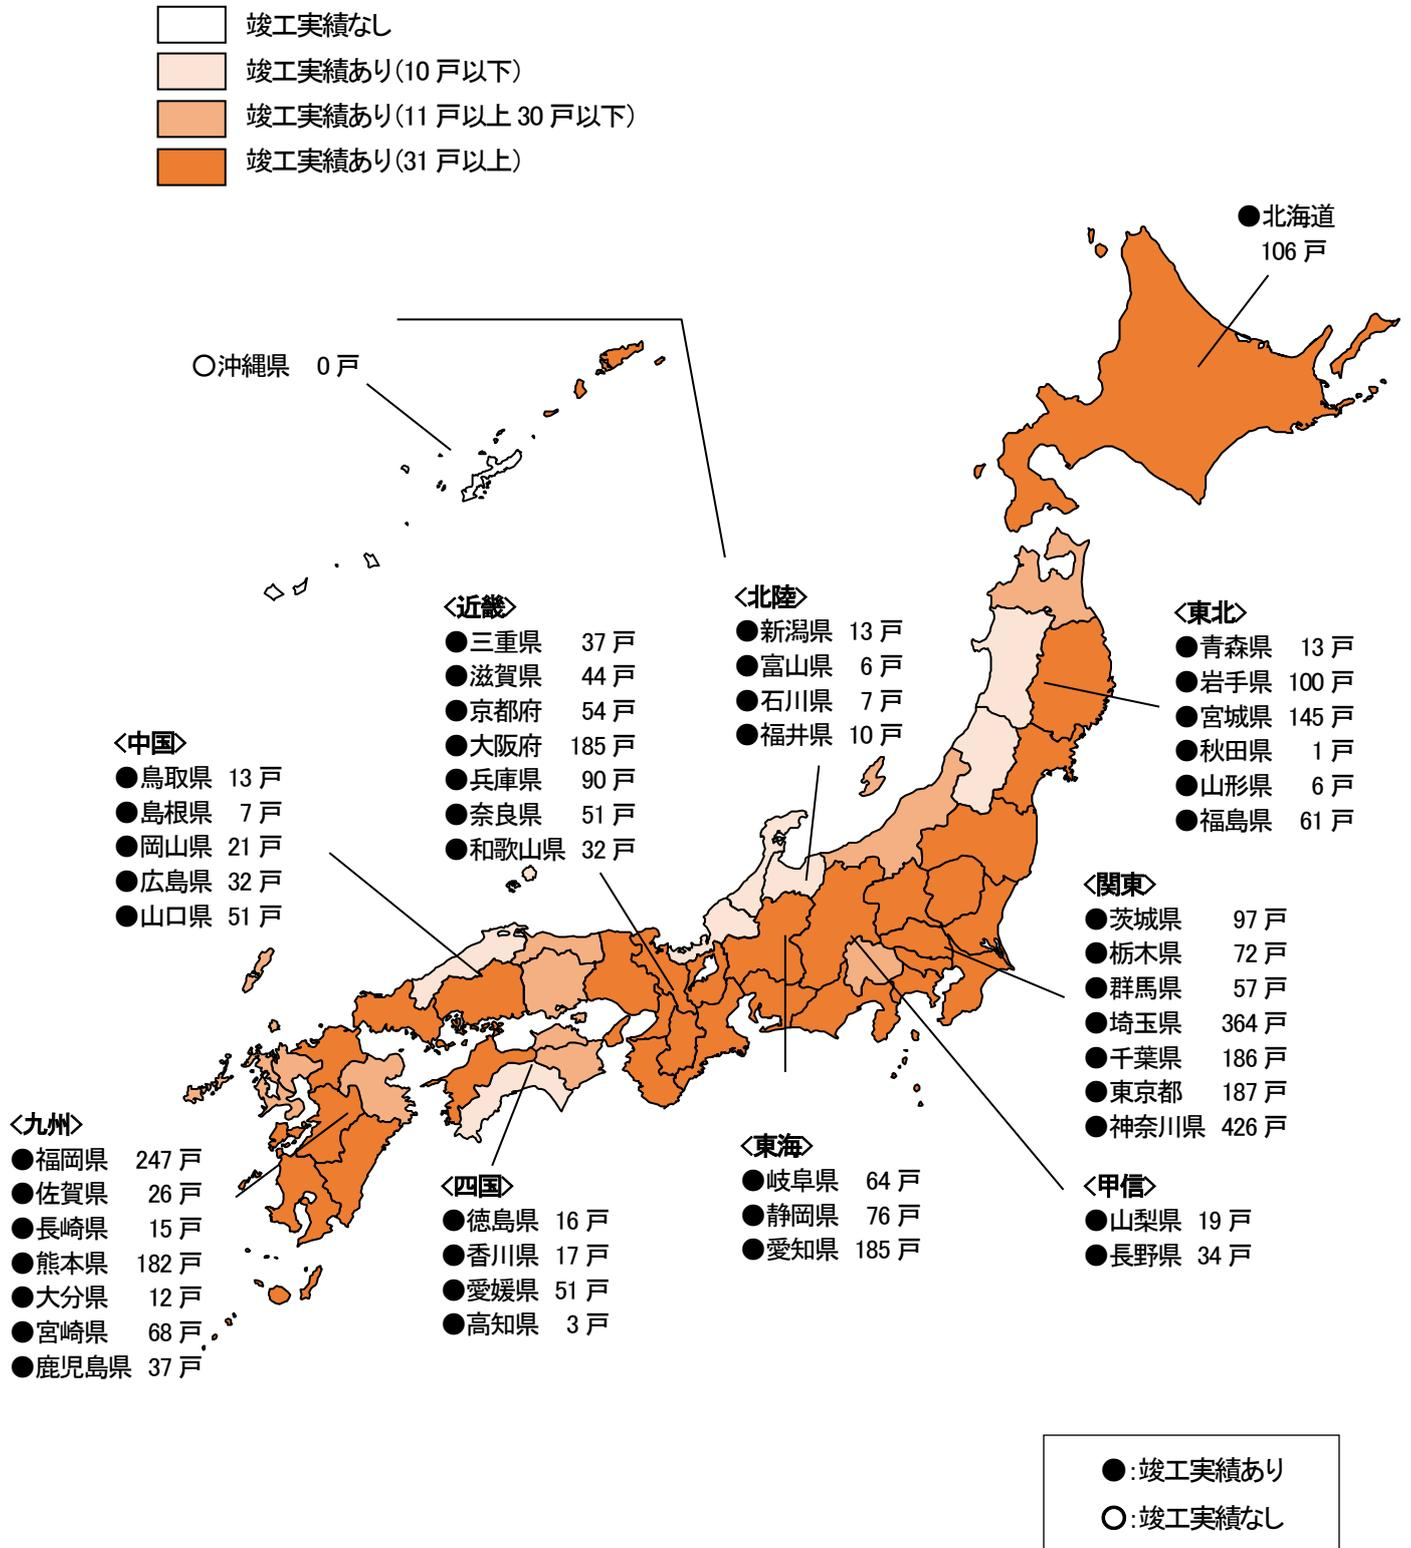 竣工実績なし
竣工実績あり(10 戸以下)
竣工実績あり(11 戸以上 30 戸以下)
竣工実績あり(31 戸以上)
●北海道
106 戸
○沖縄県 0 戸
<近畿>
●三重県 37 戸
●滋賀県 44 戸
●京都府 54 戸
●大阪府 185 戸
●兵庫県 90 戸
●奈良県 51 戸
●和歌山県 32 戸
<北陸>
●新潟県 13 戸
●富山県 6 戸
●石川県 7 戸
●福井県 10 戸
<東北>
●青森県 13 戸
●岩手県 100 戸
●宮城県 145 戸
●秋田県 1 戸
●山形県 6 戸
●福島県 61 戸
<中国>
●鳥取県 13 戸
●島根県 7 戸
●岡山県 21 戸
●広島県 32 戸
●山口県 51 戸
<関東>
●茨城県 97 戸
●栃木県 72 戸
●群馬県 57 戸
●埼玉県 364 戸
●千葉県 186 戸
●東京都 187 戸
●神奈川県 426 戸
<九州>
●福岡県 247 戸
●佐賀県 26 戸
●長崎県 15 戸
●熊本県 182 戸
●大分県 12 戸
●宮崎県 68 戸
●鹿児島県 37 戸
<四国>
●徳島県 16 戸
●香川県 17 戸
●愛媛県 51 戸
●高知県 3 戸
<東海>
●岐阜県 64 戸
●静岡県 76 戸
●愛知県 185 戸
<甲信>
●山梨県 19 戸
●長野県 34 戸
●:竣工実績あり
○:竣工実績なし